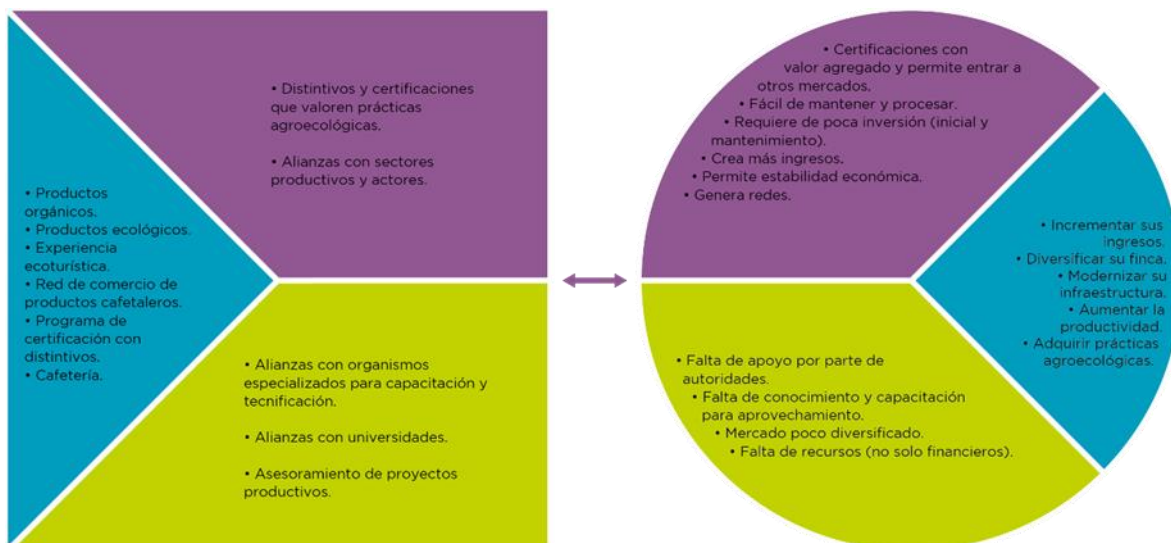 • Distintivos y certificaciones
que valoren prácticas
agroecológicas.
• Alianzas con sectores
productivos y actores.
• Productos
orgánicos.
• Productos ecológicos.
• Experiencia
ecoturística.
• Red de comercio de
productos cafetaleros.
• Programa de
certificación con
distintivos.
• Cafetería.
• Alianzas con organismos
especializados para capacitación y
tecnificación.
• Alianzas con universidades.
• Asesoramiento de proyectos
productivos.
• Certificaciones con
valor agregado y permite entrar a
otros mercados.
• Fácil de mantener y procesar.
• Requiere de poca inversión (inicial y
mantenimiento).
• Crea más ingresos.
• Permite estabilidad económica.
• Genera redes.
• Incrementar sus
ingresos.
• Diversificar su finca.
• Modernizar su
infraestructura.
• Aumentar la
productividad.
• Adquirir prácticas
agroecológicas.
• Falta de apoyo por parte de
autoridades.
• Falta de conocimiento y capacitación
para aprovechamiento.
• Mercado poco diversificado.
• Falta de recursos (no solo financieros).